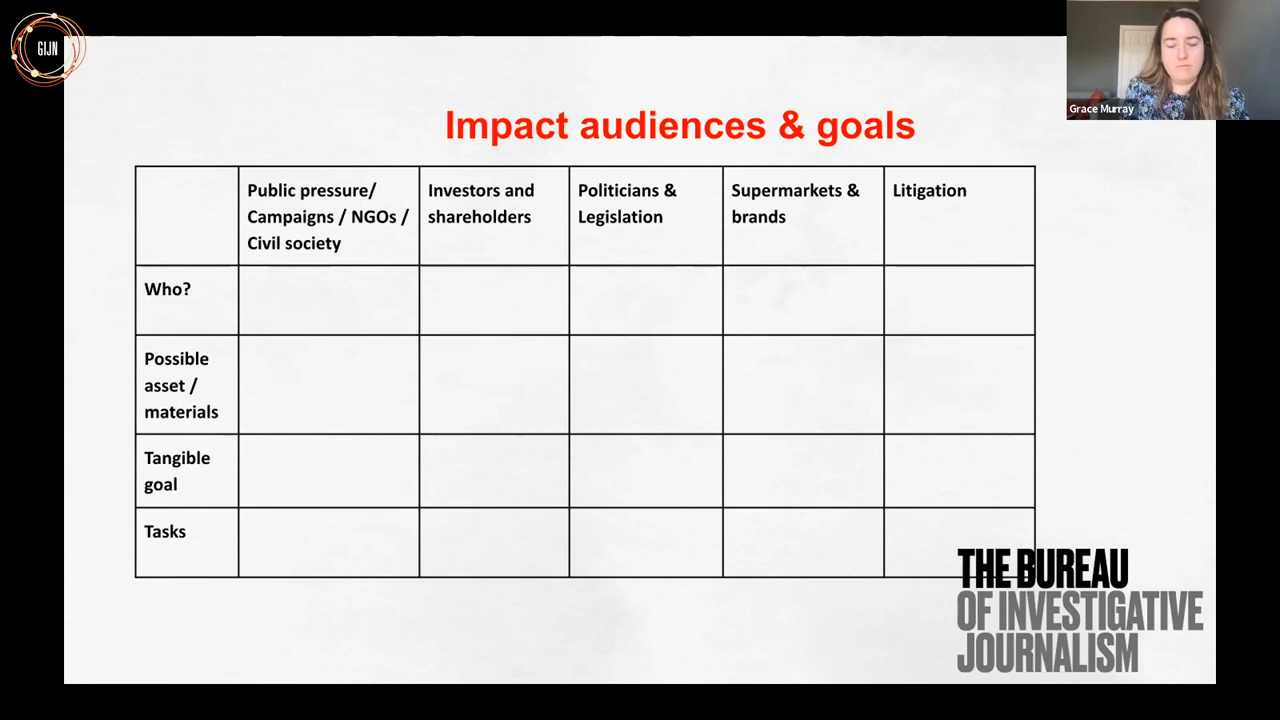 GIJN
Grace Murray
Impact audiences & goals
Public pressure/
Campaigns / NGOs /
Civil society
Investors and
shareholders
Politicians &
Legislation
Supermarkets &
brands
Litigation
Who?
Possible
asset /
materials
Tangible
goal
Tasks
THE BUREAU
OF INVESTIGATIVE
JOURNALISM